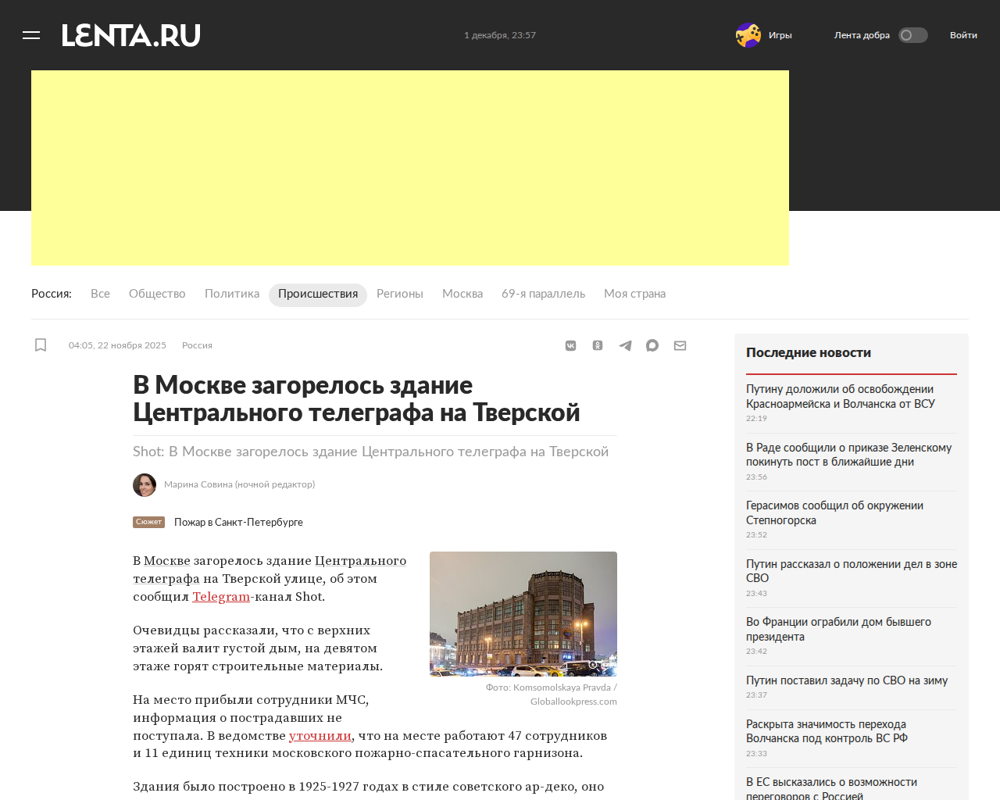 LENTA.RU
1 декабря, 23:57
Игры
Лента добра
Войти
Россия:
Все
Общество
Политика
Происшествия
Регионы
Москва
69-я параллель
Моя страна
04:05, 22 ноября 2025
Россия
В Москве загорелось здание
Центрального телеграфа на Тверской
Shot: В Москве загорелось здание Центрального телеграфа на Тверской
Марина Совина (ночной редактор)
Сюжет
Пожар в Санкт-Петербурге
В Москве загорелось здание Центрального
телеграфа на Тверской улице, об этом
сообщил Telegram-канал Shot.
Очевидцы рассказали, что с верхних
этажей валит густой дым, на девятом
этаже горят строительные материалы.
Фото: Komsomolskaya Pravda /
Globallookpress.com
На место прибыли сотрудники МЧС,
информация о пострадавших не
поступала. В ведомстве уточнили, что на месте работают 47 сотрудников
и 11 единиц техники московского пожарно-спасательного гарнизона.
Здания было построено в 1925-1927 годах в стиле советского ар-деко, оно
Последние новости
Путину доложили об освобождении
Красноармейска и Волчанска от ВСУ
22:19
В Раде сообщили о приказе Зеленскому
покинуть пост в ближайшие дни
23:56
Герасимов сообщил об окружении
Степногорска
23:52
Путин рассказал о положении дел в зоне
СВО
23:43
Во Франции ограбили дом бывшего
президента
23:42
Путин поставил задачу по СВО на зиму
23:37
Раскрыта значимость перехода
Волчанска под контроль ВС РФ
23:33
В ЕС высказались о возможности
переговоров с Россией